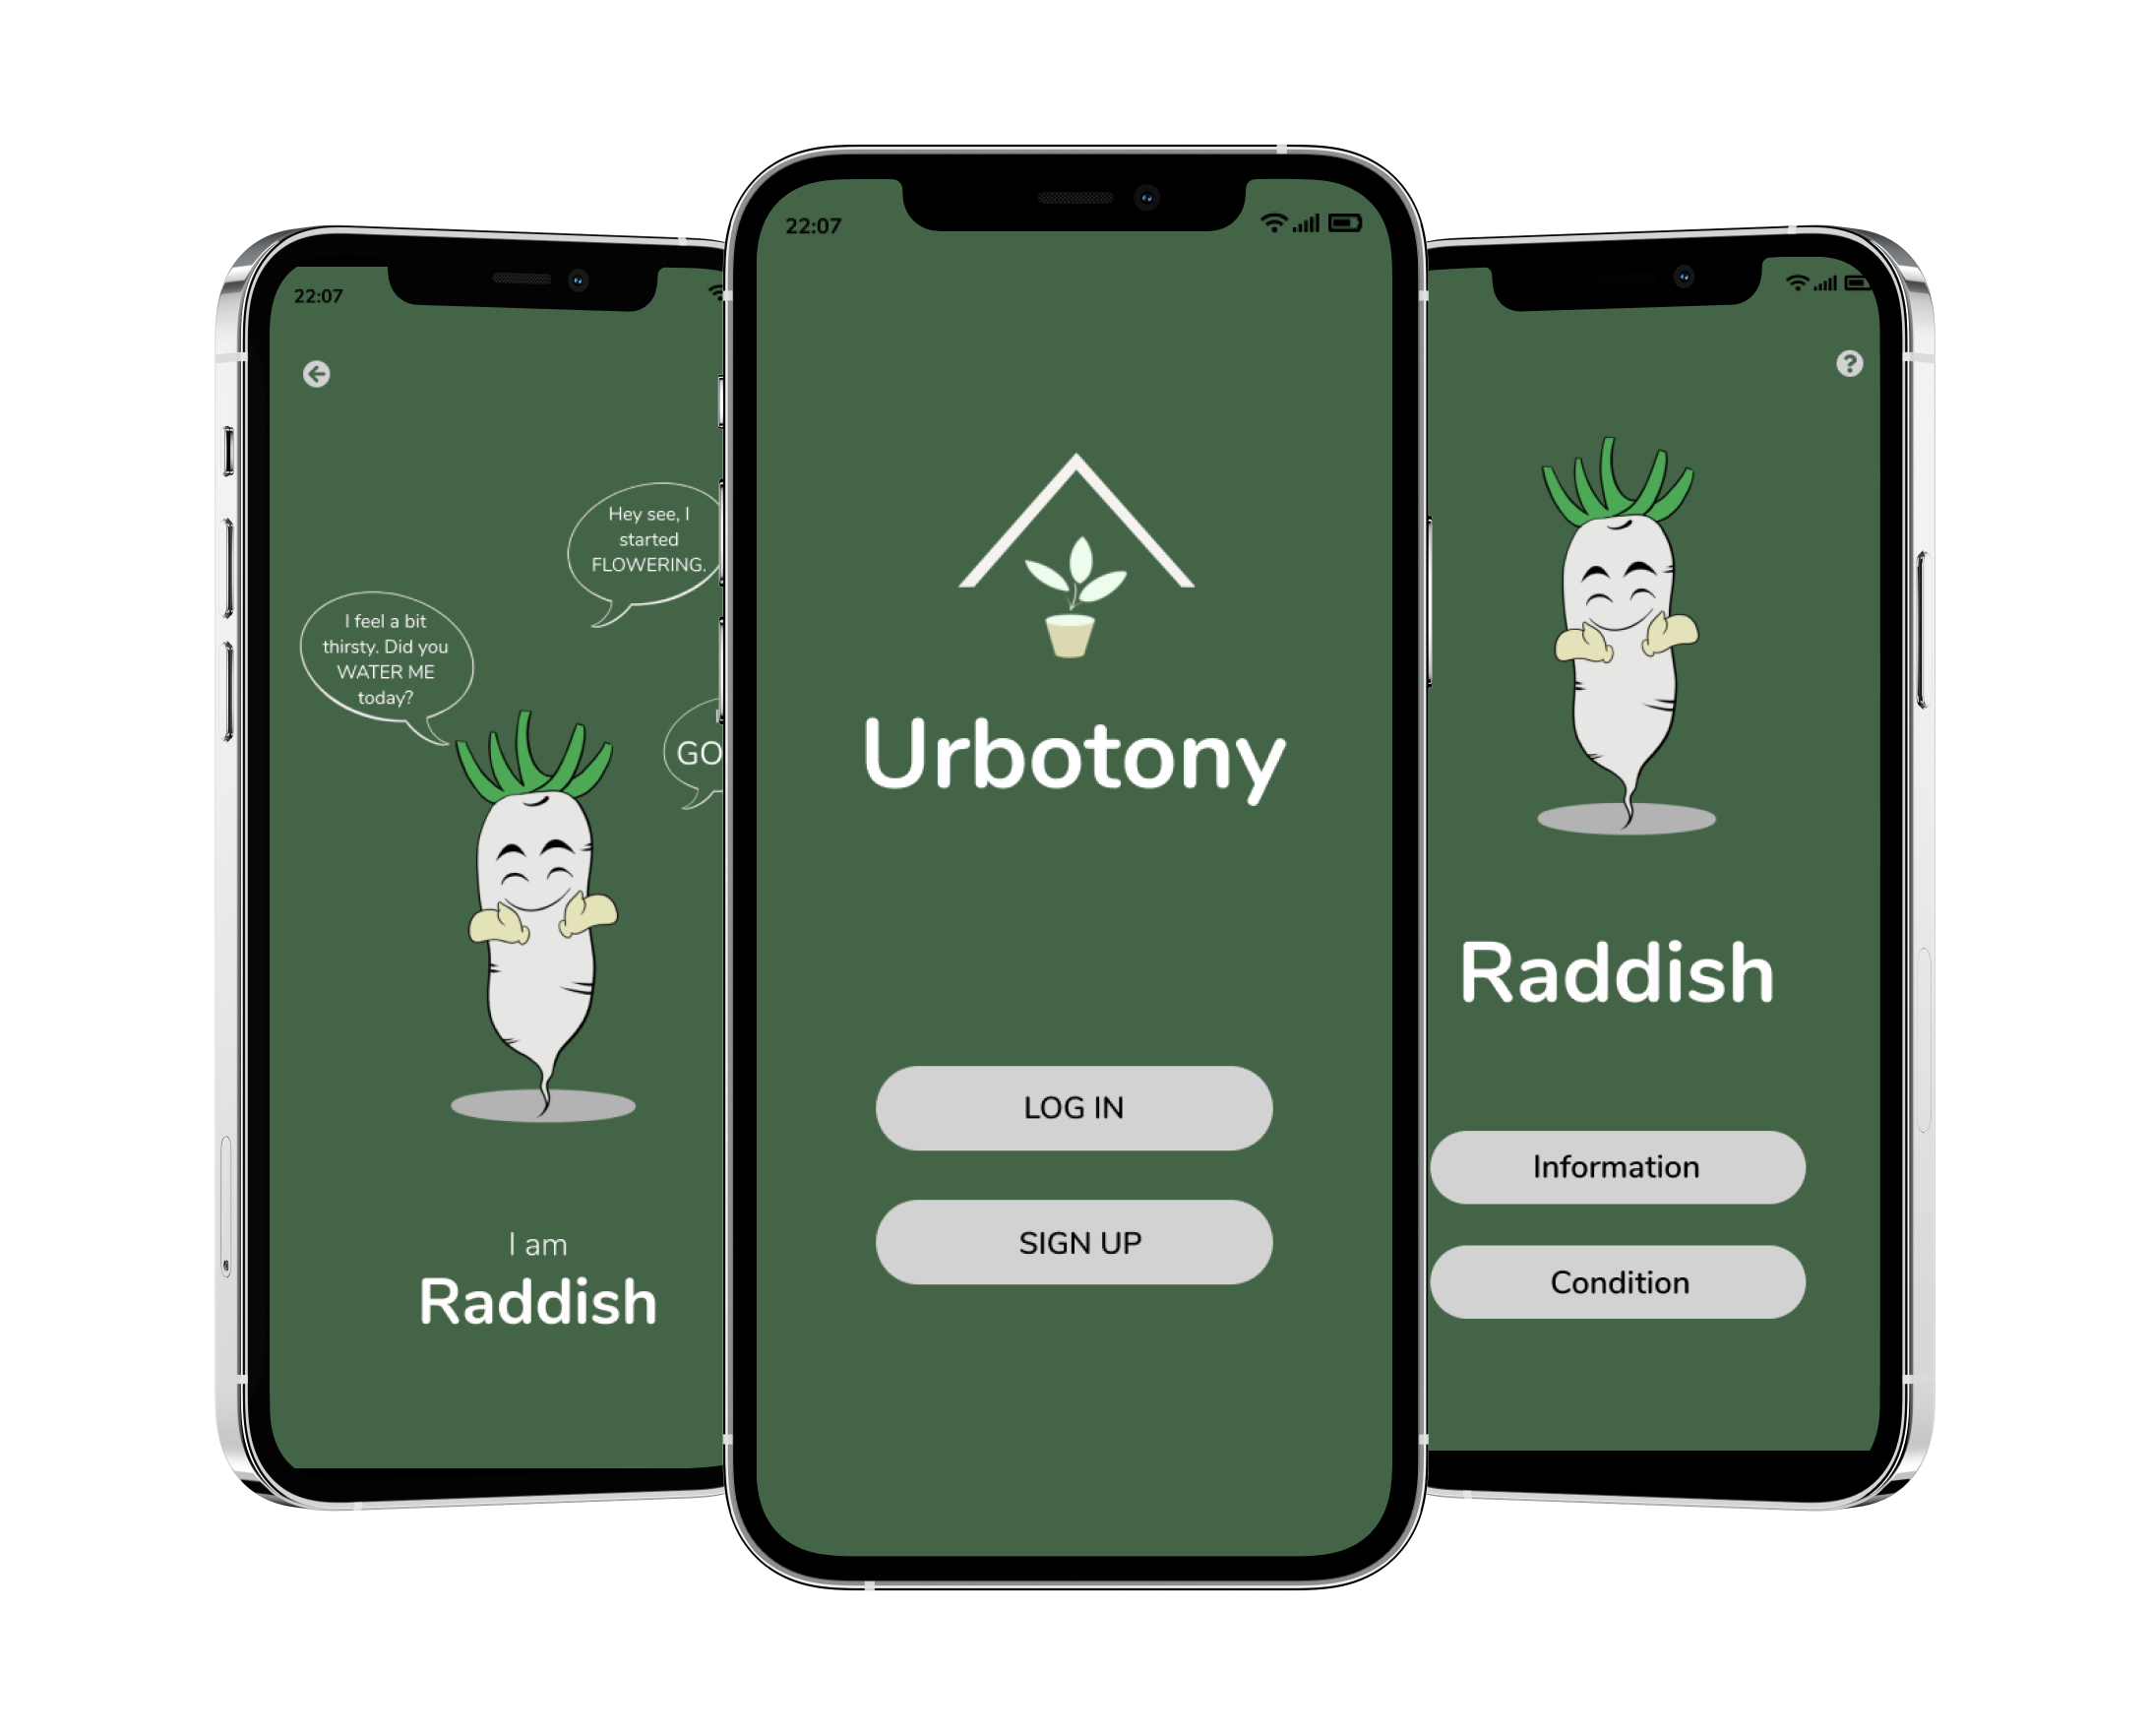 22:07
Hey see, I
started
FLOWERING.
I feel a bit
thirsty. Did you
WATER ME
today?
I am
Raddish
22:07
Urbotony
LOG IN
SIGN UP
?
Raddish
Information
Condition